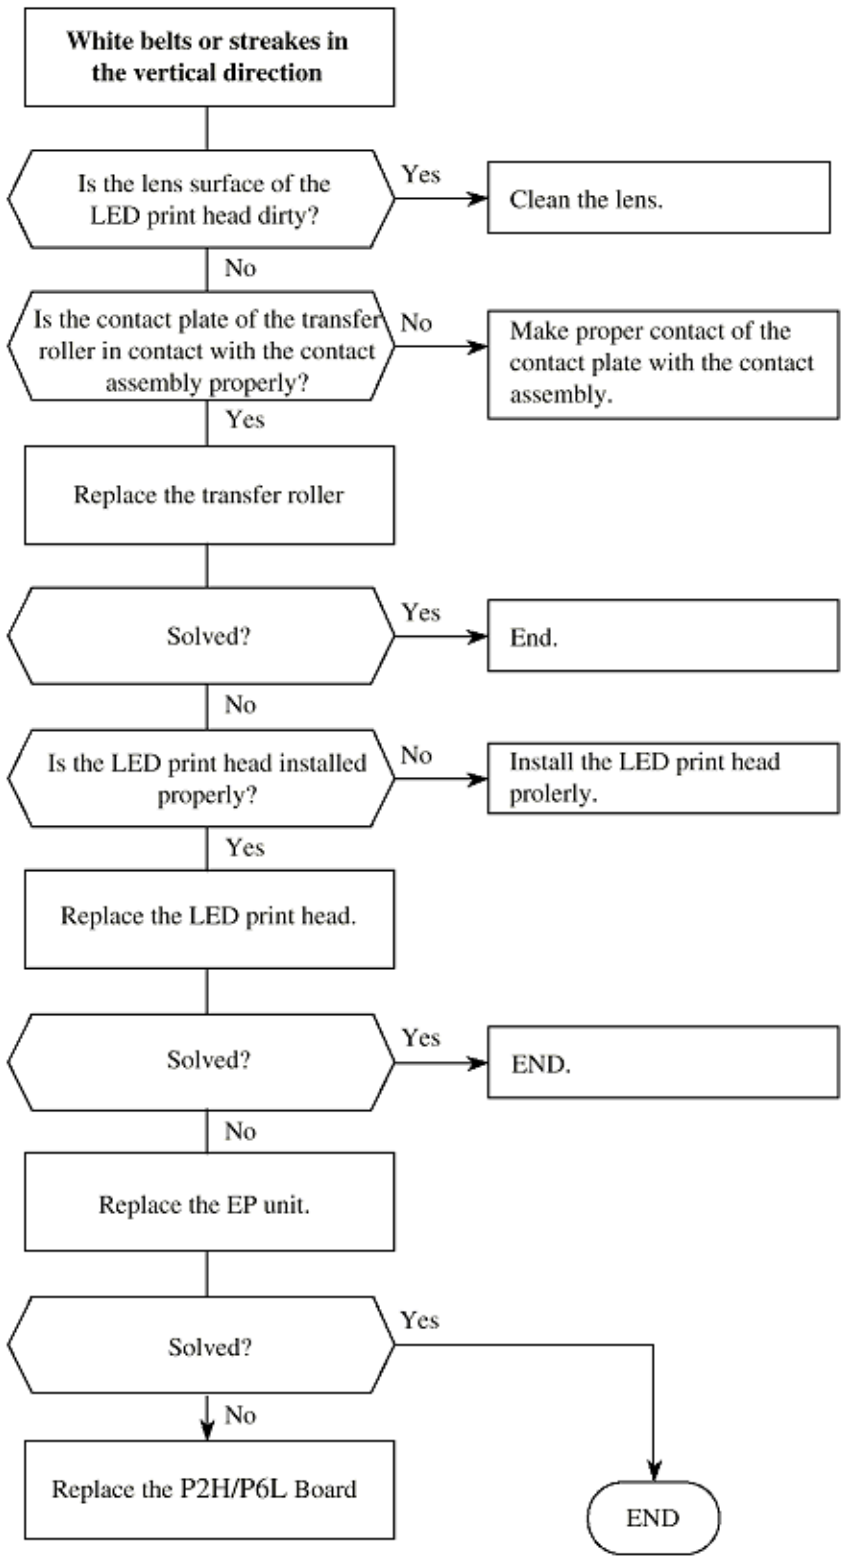 White belts or streakes in
the vertical direction
Is the lens surface of the
LED print head dirty?
Yes
Clean the lens.
No
Is the contact plate of the transfer
roller in contact with the contact
assembly properly?
No
Make proper contact of the
contact plate with the contact
assembly.
Yes
Replace the transfer roller
Solved?
Yes
End.
No
Is the LED print head installed
properly?
No
Install the LED print head
prolerly.
Yes
Replace the LED print head.
Solved?
Yes
END.
No
Replace the EP unit.
Solved?
Yes
No
Replace the P2H/P6L Board
END